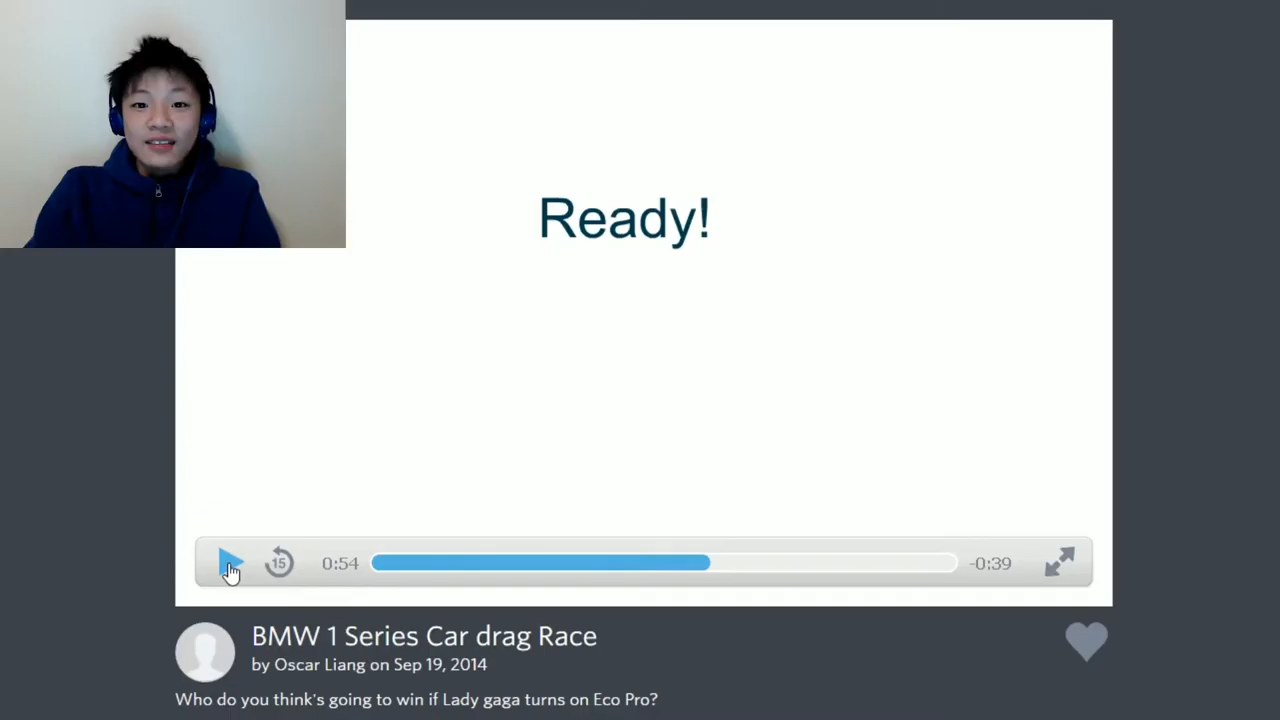 Ready!
15
0:54
-0:39
BMW 1 Series Car drag Race
by Oscar Liang on Sep 19, 2014
Who do you think's going to win if Lady gaga turns on Eco Pro?